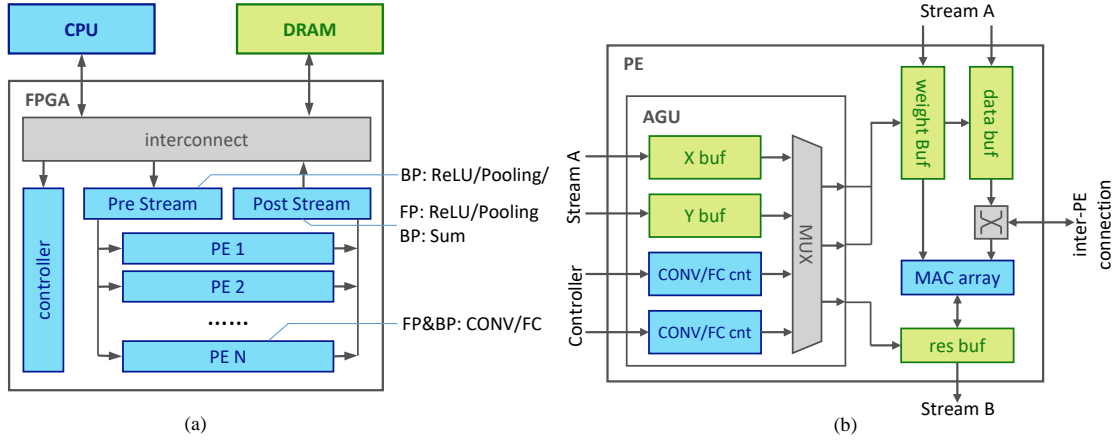 CPU
DRAM
FPGA
interconnect
controller
Pre Stream
Post Stream
PE 1
PE 2
......
PE N
BP: ReLU/Pooling/
FP: ReLU/Pooling
BP: Sum
FP&BP: CONV/FC
(a)
Stream A
PE
AGU
X buf
Y buf
CONV/FC cnt
CONV/FC cnt
MUX
Stream A
Controller
weight Buf
data buf
inter-PE
connection
MAC array
res buf
Stream B
(b)